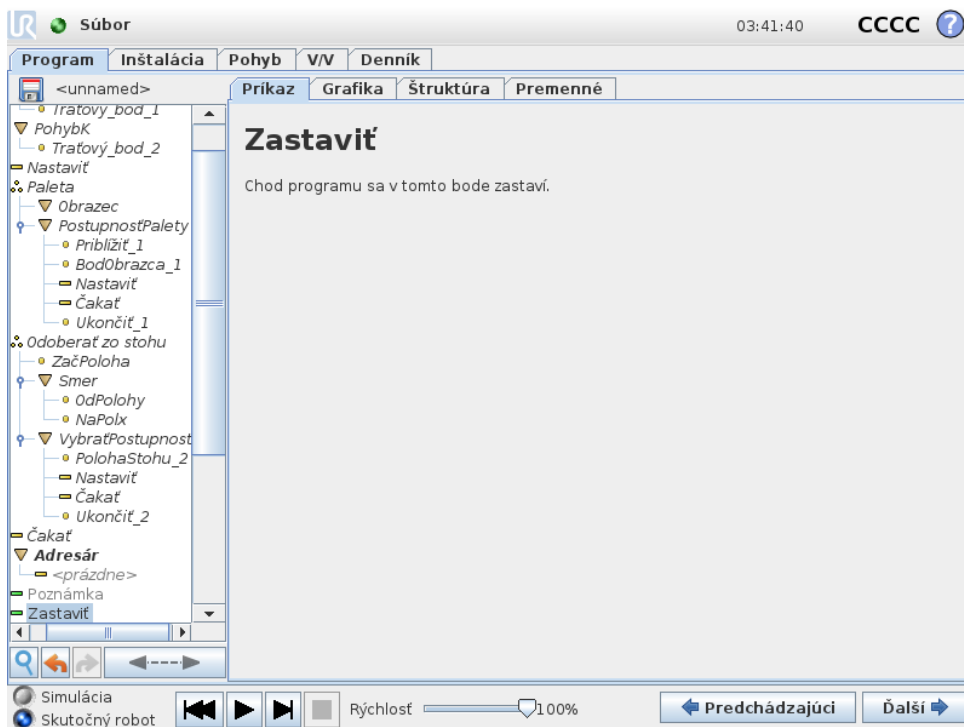 UR Súbor 03:41:40 CCCC ?
Program Inštalácia Pohyb V/V Denník
<unnamed> Príkaz Grafika Štruktúra Premenné
Traťový_bod_1
PohybK
Traťový_bod_2
Nastaviť
Paleta
Obrazec
PostupnosťPalety
Priblížiť_1
BodObrazca_1
Nastaviť
Čakať
Ukončiť_1
Odoberať zo stohu
ZačPoloha
Smer
OdPolohy
NaPolx
VybraťPostupnosť
PolohaStohu_2
Nastaviť
Čakať
Ukončiť_2
Čakať
Adresár
<prázdne>
Poznámka
Zastaviť
Zastaviť
Chod programu sa v tomto bode zastaví.
Simulácia
Skutočný robot
Rýchlosť 100%
Predchádzajúci Ďalší